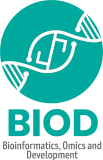 BIOD
Bioinformatics, Omics and
Development